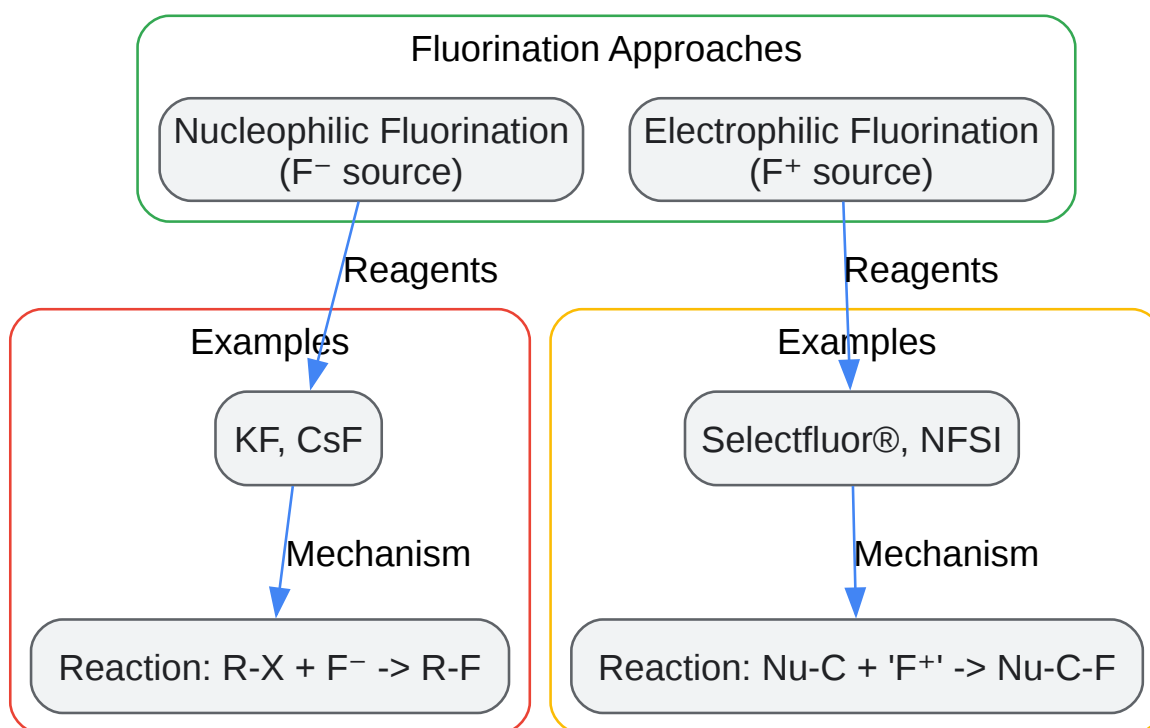 Fluorination Approaches
Nucleophilic Fluorination
(F⁻ source)
Electrophilic Fluorination
(F⁺ source)
Reagents
Reagents
Examples
Examples
KF, CsF
Selectfluor®, NFSI
Mechanism
Mechanism
Reaction: R-X + F⁻ -> R-F
Reaction: Nu-C + 'F⁺' -> Nu-C-F